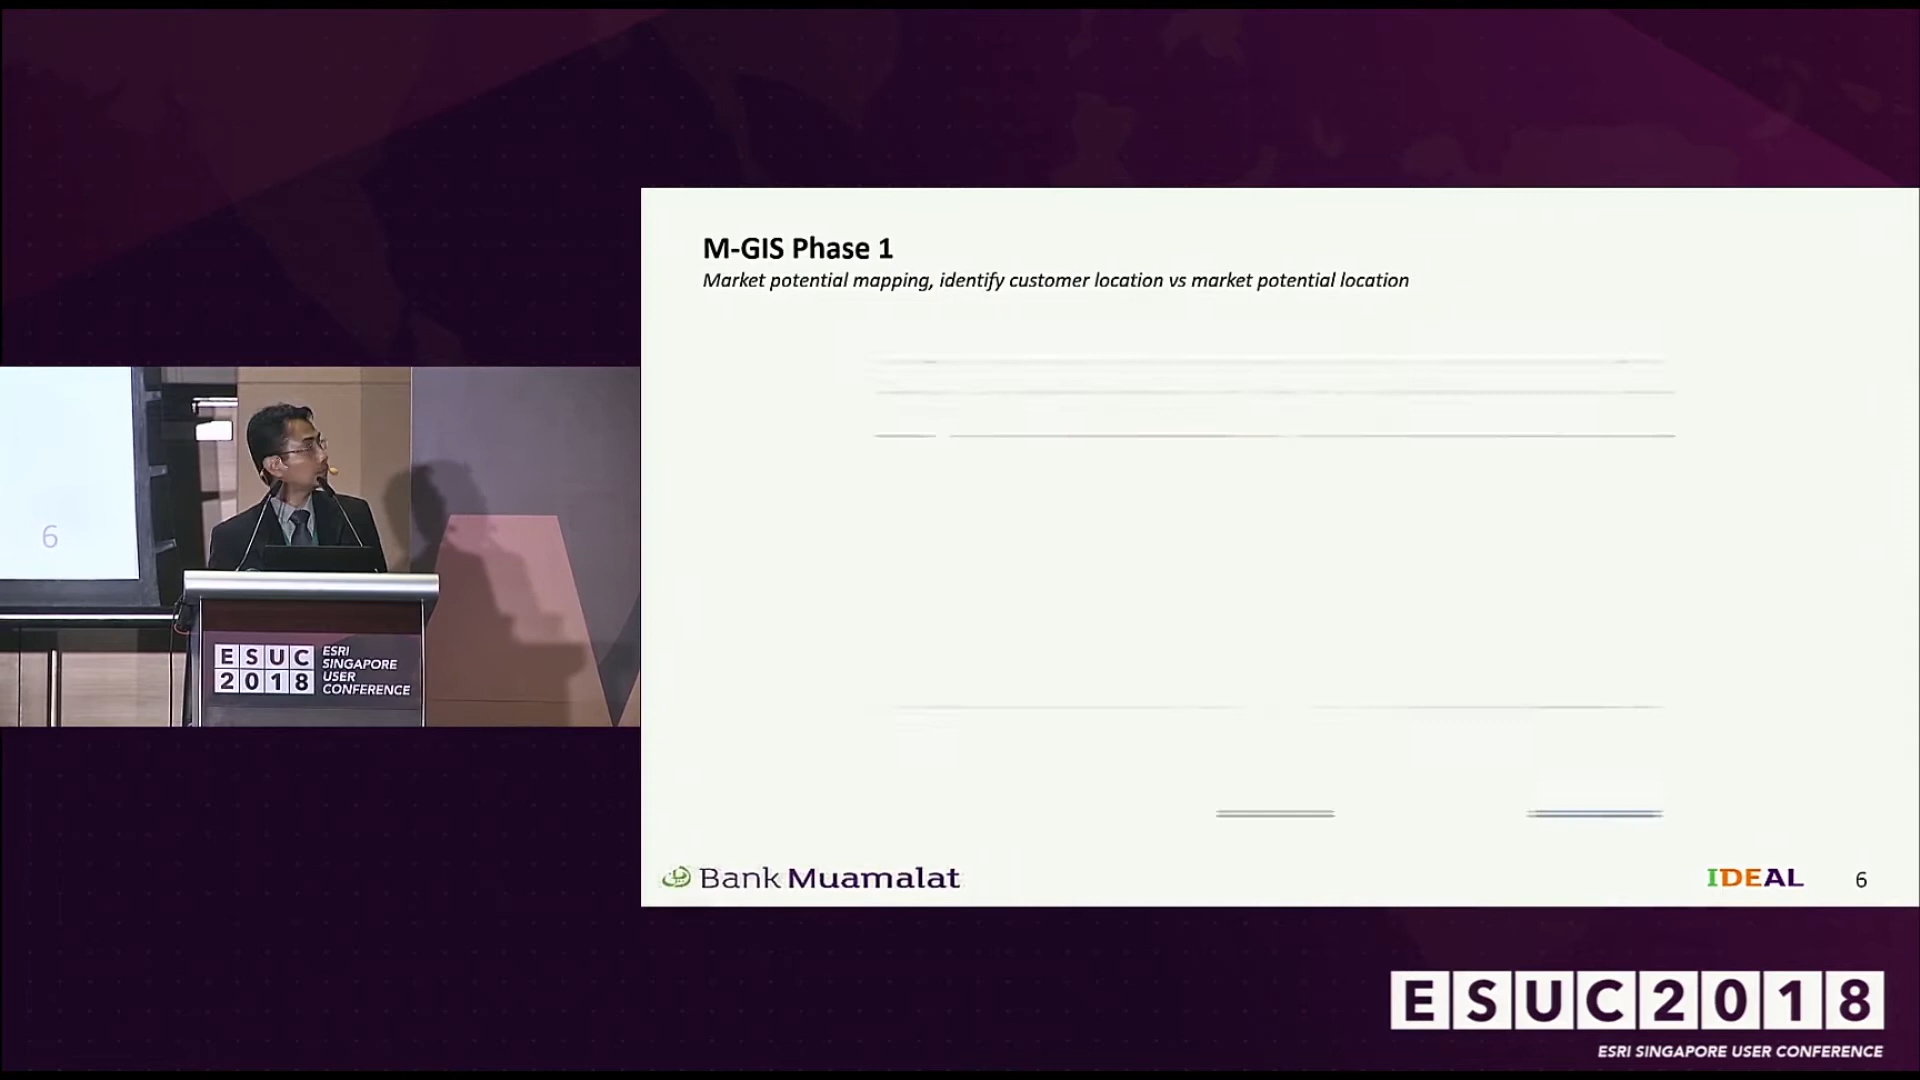 M-GIS Phase 1
Market potential mapping, identify customer location vs market potential location
6
ESUC
2018
ESRI
SINGAPORE
USER
CONFERENCE
Bank Muamalat
IDEAL
6
ESUC2018
ESRI SINGAPORE USER CONFERENCE